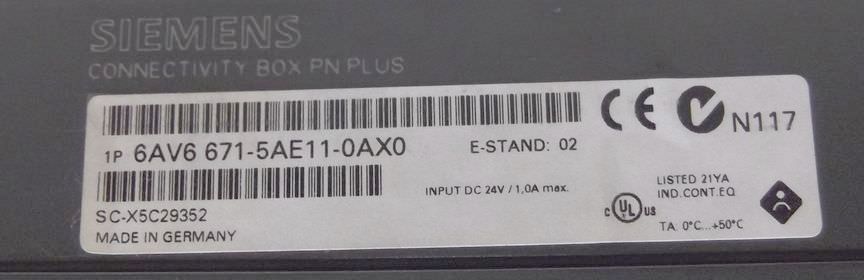 SIEMENS
CONNECTIVITY BOX PN PLUS
1P 6AV6 671-5AE11-0AX0
E-STAND: 02
SC-X5C29352
MADE IN GERMANY
INPUT DC 24V / 1,0A max.
CE N117
C UL US
LISTED 21YA
IND.CONT.EQ
TA: 0°C...+50°C